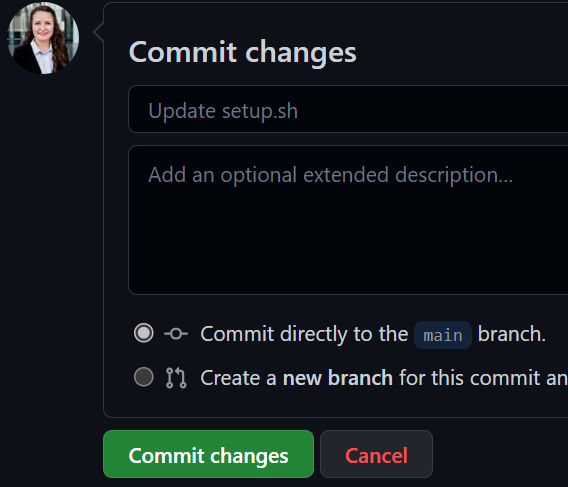 Commit changes
Update setup.sh
Add an optional extended description...
Commit directly to the main branch.
Create a new branch for this commit an
Commit changes
Cancel